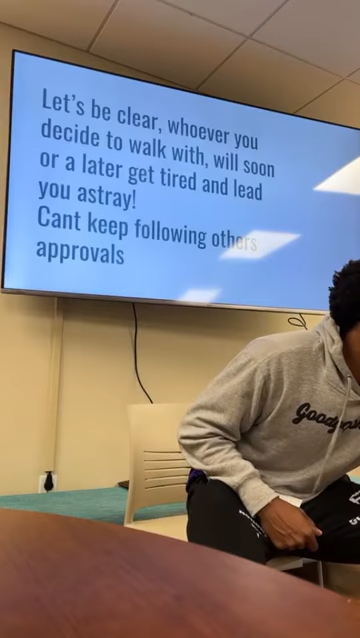 Let's be clear, whoever you
decide to walk with, will soon
or a later get tired and lead
you astray!
Cant keep following others
approvals